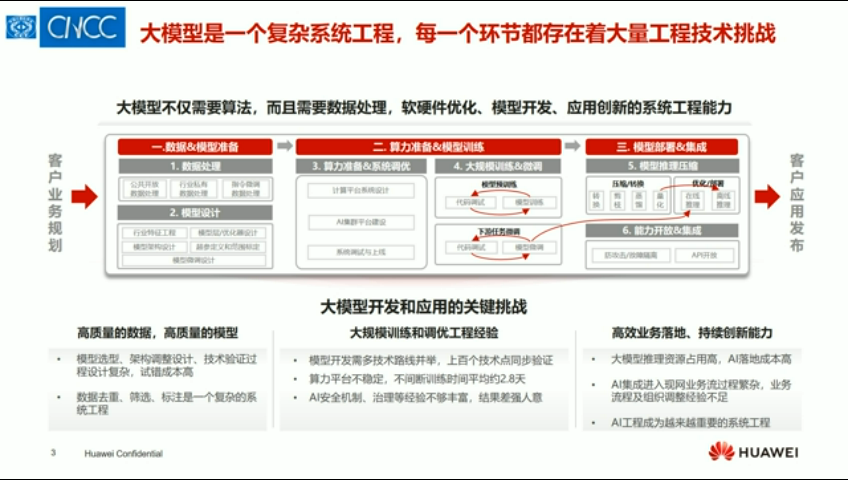 CNCC
大模型是一个复杂系统工程，每一个环节都存在着大量工程技术挑战
大模型不仅需要算法，而且需要数据处理，软硬件优化、模型开发、应用创新的系统工程能力
客户业务规划
一.数据&模型准备
1. 数据处理
公共开放
数据处理
行业私有
数据处理
指令微调
数据处理
2. 模型设计
行业特征工程
模型层/优化器设计
模型架构设计
超参定义和范围标定
模型微调设计
二. 算力准备&模型训练
3. 算力准备&系统调优
计算平台系统设计
AI集群平台建设
系统调试与上线
4. 大规模训练&微调
模型预训练
代码调试
模型训练
下游任务微调
代码调试
模型微调
三. 模型部署&集成
5. 模型推理压缩
压缩/转换
转换
剪枝
蒸馏
量化
优化/部署
在线
推理
离线
推理
6. 能力开放&集成
防攻击/故障隔离
API开放
客户应用发布
大模型开发和应用的关键挑战
高质量的数据，高质量的模型
• 模型选型、架构调整设计、技术验证过
程设计复杂，试错成本高
• 数据去重、筛选、标注是一个复杂的系
统工程
大规模训练和调优工程经验
• 模型开发需多技术路线并举，上百个技术点同步验证
• 算力平台不稳定，不间断训练时间平均约2.8天
• AI安全机制、治理等经验不够丰富，结果差强人意
高效业务落地、持续创新能力
• 大模型推理资源占用高，AI落地成本高
• AI集成进入现网业务流过程繁杂，业务
流程及组织调整经验不足
• AI工程成为越来越重要的系统工程
3
Huawei Confidential
HUAWEI